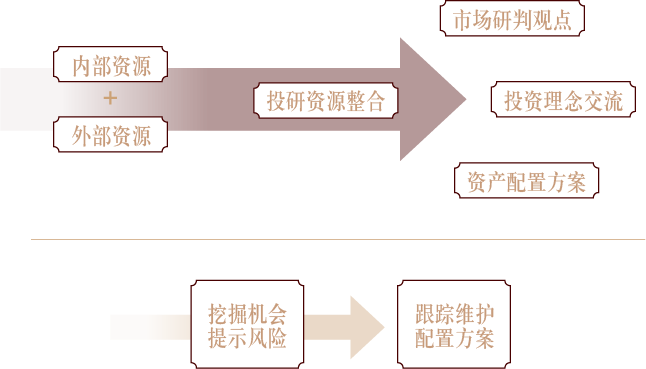 市场研判观点
内部资源
+
外部资源
投研资源整合
投资理念交流
资产配置方案
挖掘机会
提示风险
跟踪维护
配置方案